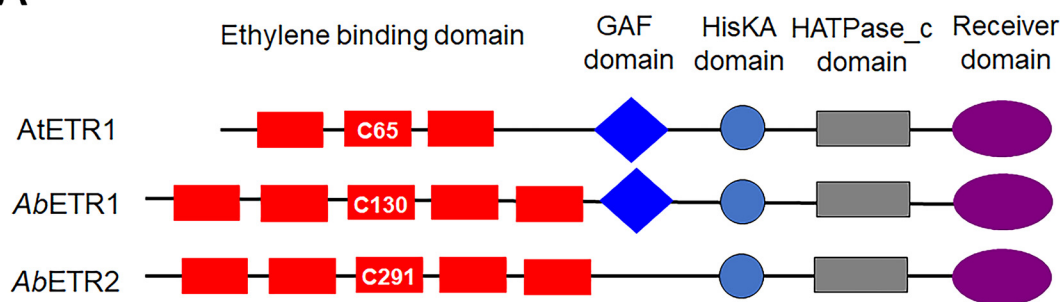 A
Ethylene binding domain
GAF domain
HisKA domain
HATPase_c domain
Receiver domain
AtETR1
C65
AbETR1
C130
AbETR2
C291